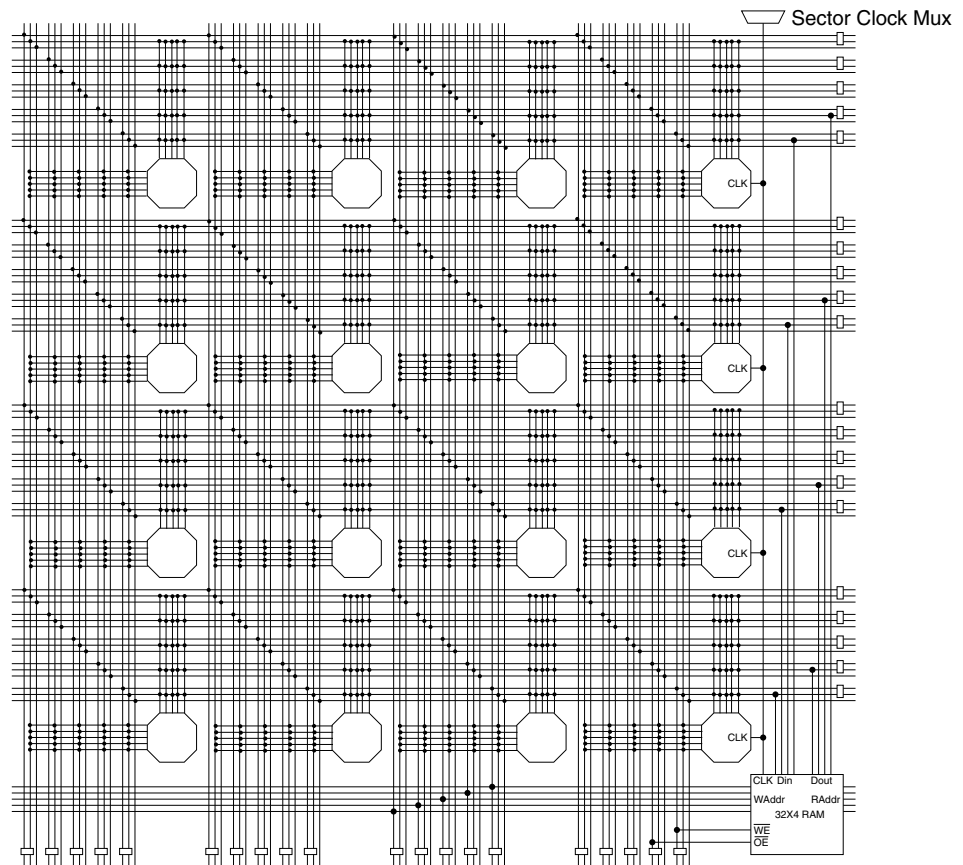 Sector Clock Mux
CLK
CLK
CLK
CLK
CLK Din Dout
WAddr RAddr
32X4 RAM
WE
OE